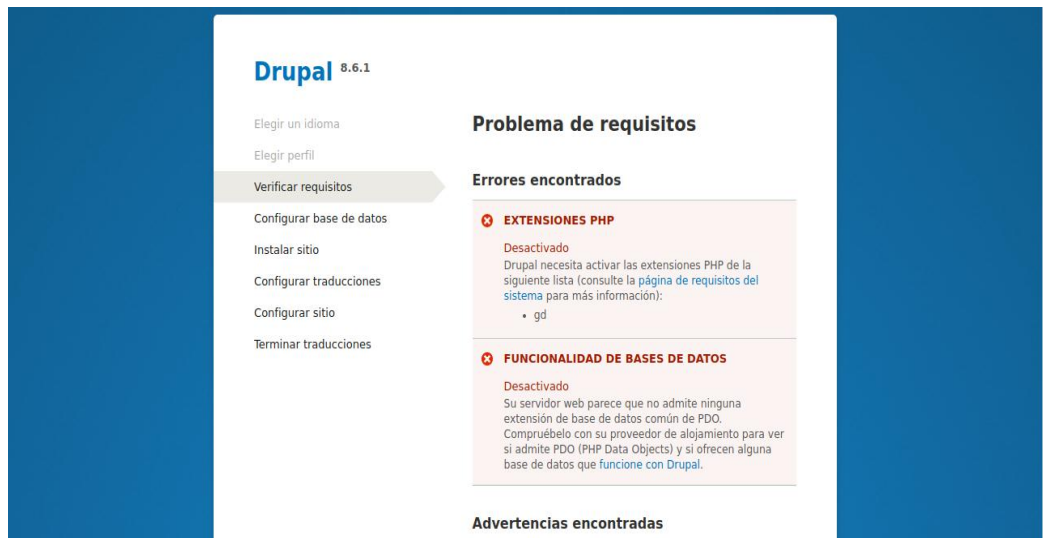 Drupal 8.6.1
Elegir un idioma
Elegir perfil
Verificar requisitos
Configurar base de datos
Instalar sitio
Configurar traducciones
Configurar sitio
Terminar traducciones
Problema de requisitos
Errores encontrados
EXTENSIONES PHP
Desactivado
Drupal necesita activar las extensiones PHP de la
siguiente lista (consulte la página de requisitos del
sistema para más información):
• gd
FUNCIONALIDAD DE BASES DE DATOS
Desactivado
Su servidor web parece que no admite ninguna
extensión de base de datos común de PDO.
Compruébelo con su proveedor de alojamiento para ver
si admite PDO (PHP Data Objects) y si ofrecen alguna
base de datos que funcione con Drupal.
Advertencias encontradas